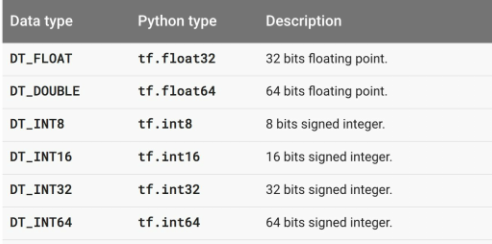 Data type Python type Description
DT_FLOAT tf.float32 32 bits floating point.
DT_DOUBLE tf.float64 64 bits floating point.
DT_INT8 tf.int8 8 bits signed integer.
DT_INT16 tf.int16 16 bits signed integer.
DT_INT32 tf.int32 32 bits signed integer.
DT_INT64 tf.int64 64 bits signed integer.